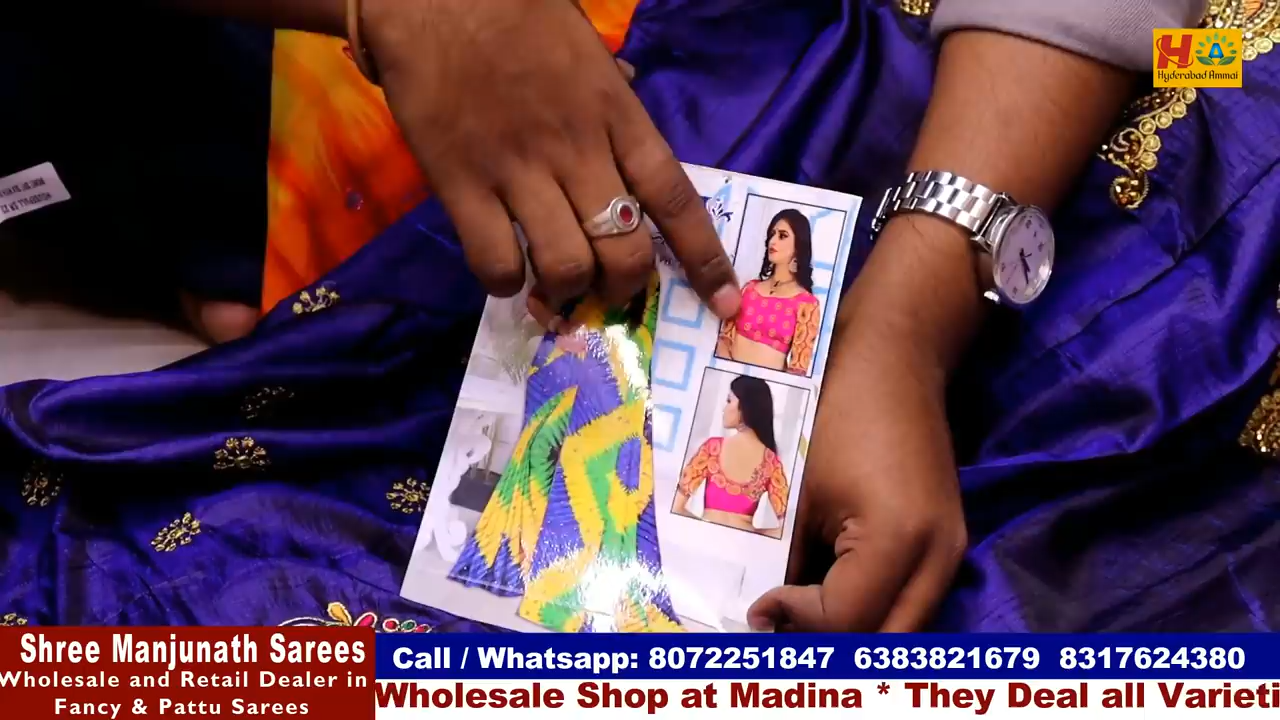 H A
Hyderabad Ammai
Shree Manjunath Sarees
Wholesale and Retail Dealer in
Fancy & Pattu Sarees
Call / Whatsapp: 8072251847 6383821679 8317624380
Wholesale Shop at Madina * They Deal all Varieti